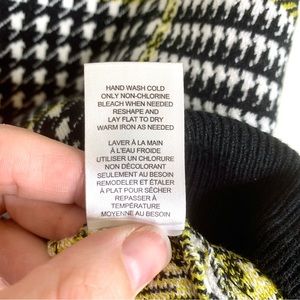 HAND WASH COLD
ONLY NON-CHLORINE
BLEACH WHEN NEEDED
RESHAPE AND
LAY FLAT TO DRY
WARM IRON AS NEEDED
LAVER À LA MAIN
À L'EAU FROIDE
UTILISER UN CHLORURE
NON DÉCOLORANT
SEULEMENT AU BESOIN
REMODELER ET ÉTALER
À PLAT POUR SÉCHER
REPASSER À
TEMPÉRATURE
MOYENNE AU BESOIN